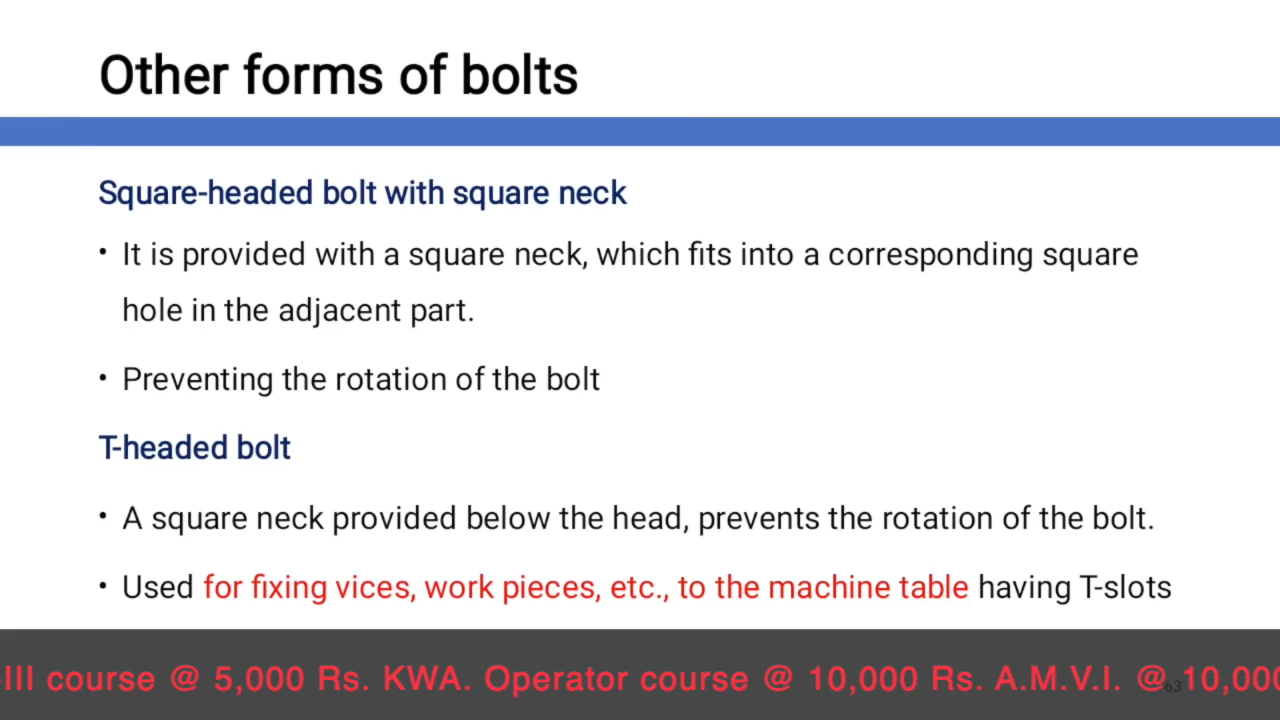 Other forms of bolts
Square-headed bolt with square neck
• It is provided with a square neck, which fits into a corresponding square
hole in the adjacent part.
• Preventing the rotation of the bolt
T-headed bolt
• A square neck provided below the head, prevents the rotation of the bolt.
• Used for fixing vices, work pieces, etc., to the machine table having T-slots
III course @ 5,000 Rs. KWA. Operator course @ 10,000 Rs. A.M.V.I. @ 10,000
63